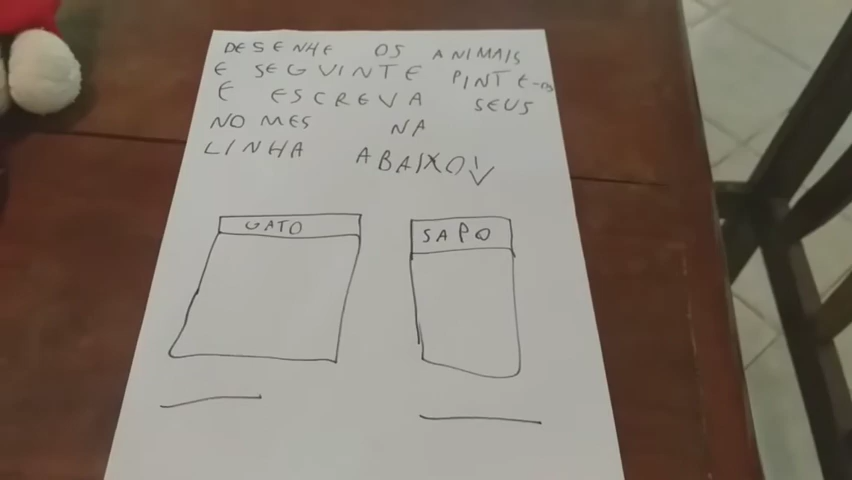 DESENHE OS ANIMAIS
E SEGUINTE PINTE-OS
E ESCREVA SEUS
NOMES NA
LINHA ABAIXO↓
GATO
SAPO